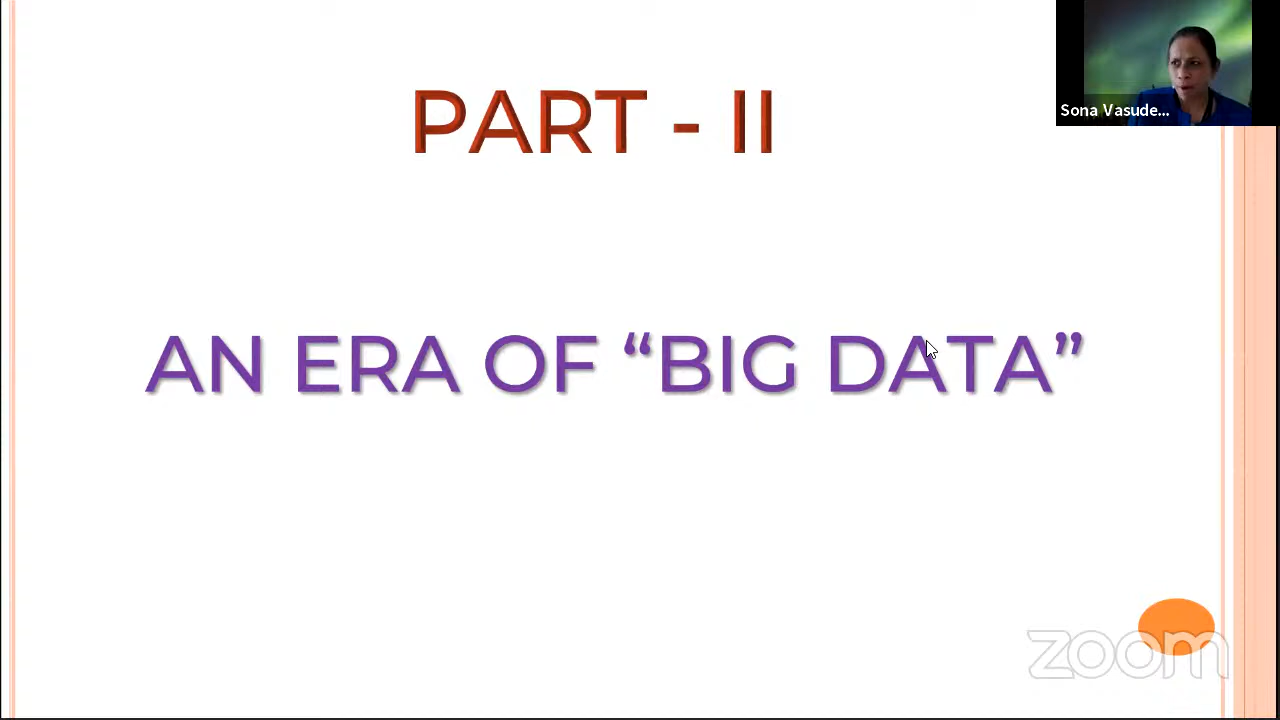 PART - II
Sona Vasude...
AN ERA OF “BIG DATA”
zoom